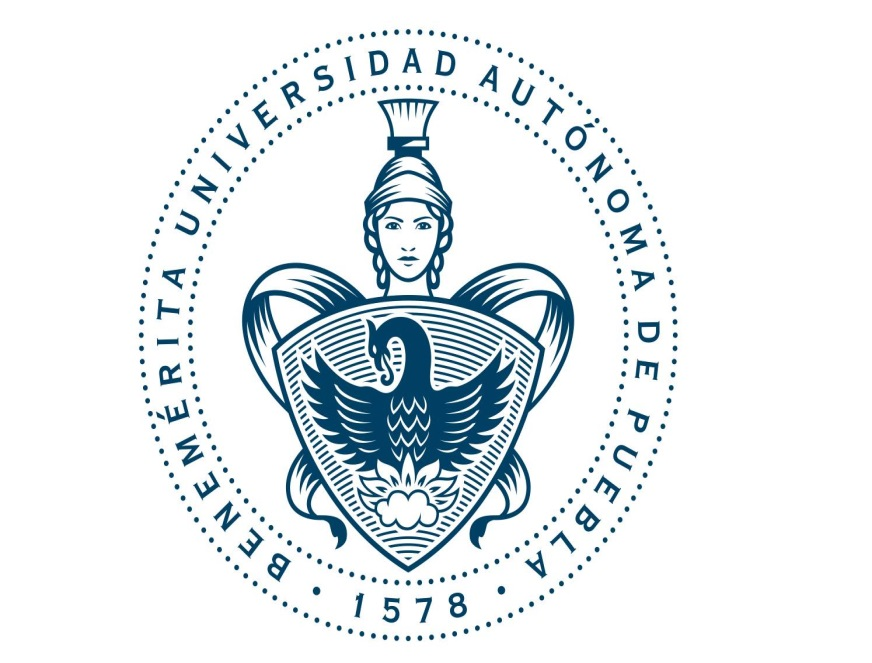 BENEMÉRITA UNIVERSIDAD AUTÓNOMA DE PUEBLA
· 1578 ·